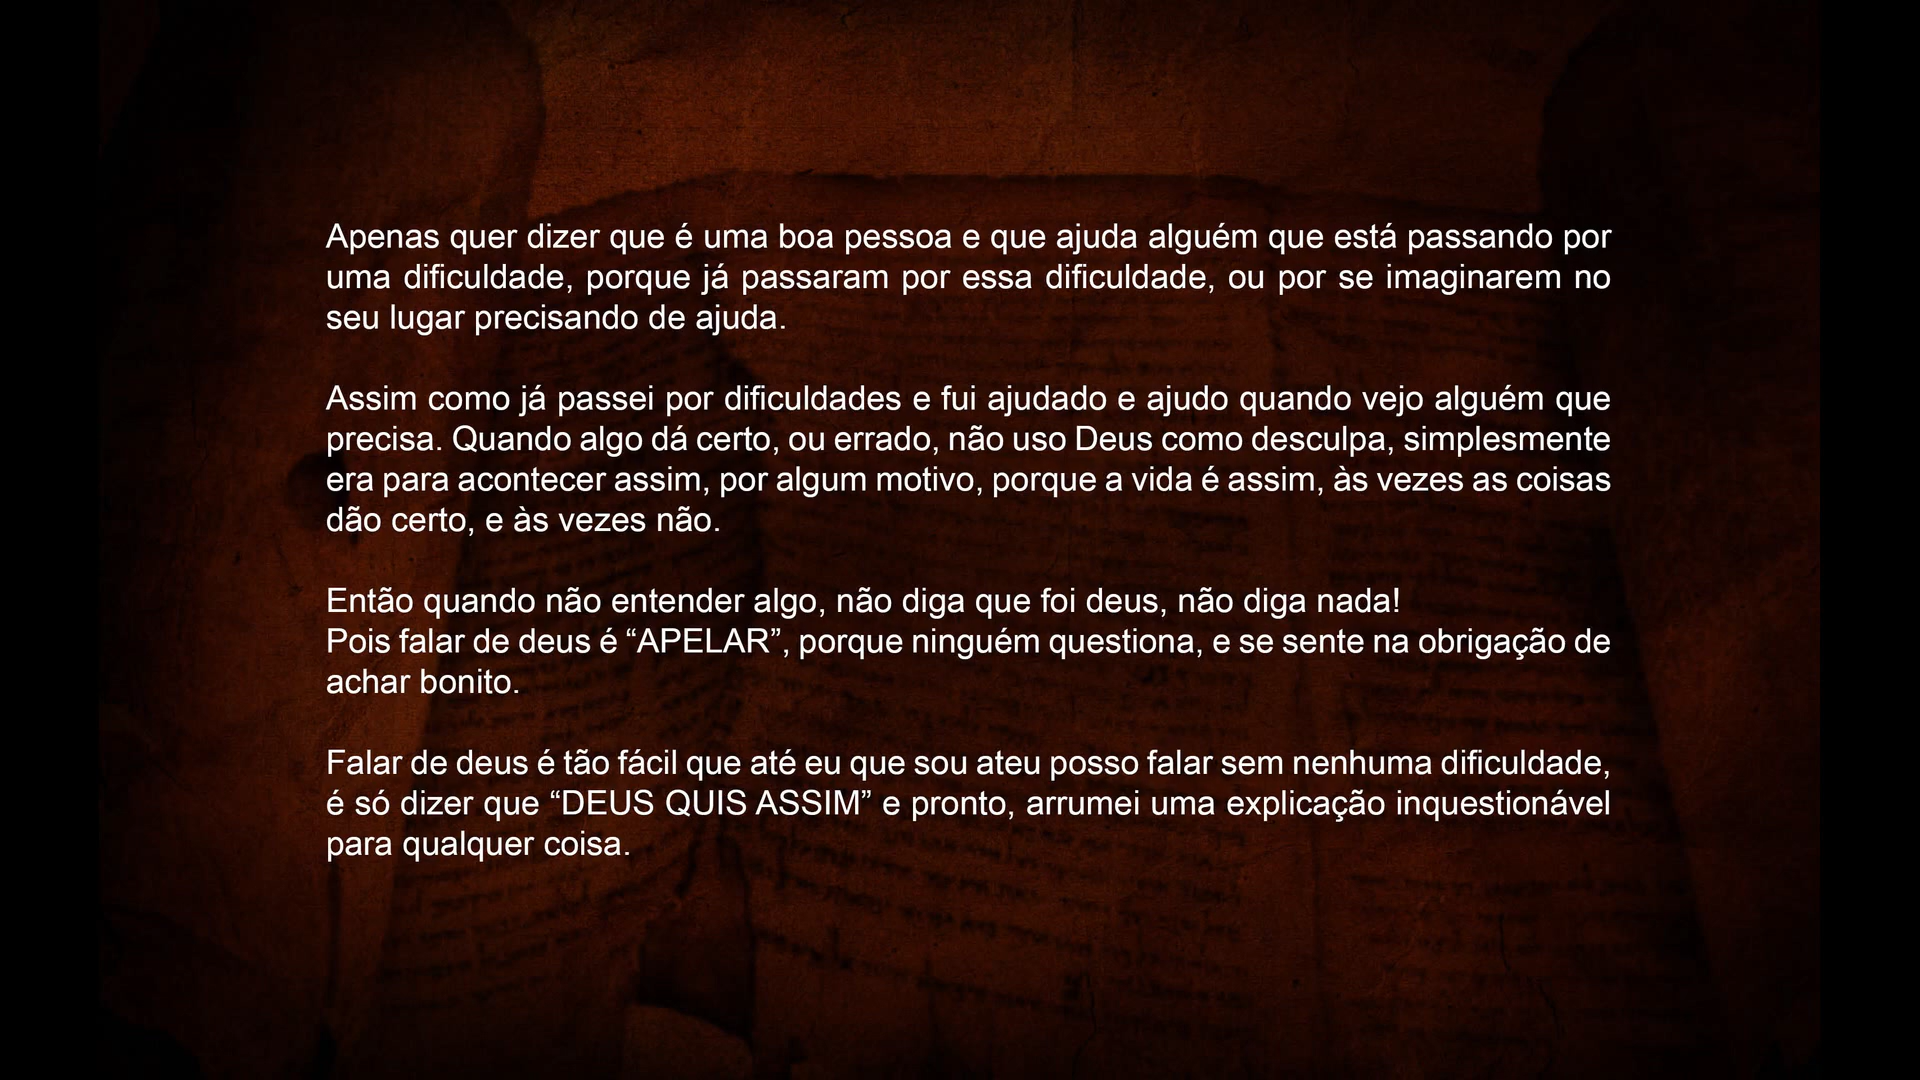 Apenas quer dizer que é uma boa pessoa e que ajuda alguém que está passando por
uma dificuldade, porque já passaram por essa dificuldade, ou por se imaginarem no
seu lugar precisando de ajuda.
Assim como já passei por dificuldades e fui ajudado e ajudo quando vejo alguém que
precisa. Quando algo dá certo, ou errado, não uso Deus como desculpa, simplesmente
era para acontecer assim, por algum motivo, porque a vida é assim, às vezes as coisas
dão certo, e às vezes não.
Então quando não entender algo, não diga que foi deus, não diga nada!
Pois falar de deus é “APELAR”, porque ninguém questiona, e se sente na obrigação de
achar bonito.
Falar de deus é tão fácil que até eu que sou ateu posso falar sem nenhuma dificuldade,
é só dizer que “DEUS QUIS ASSIM” e pronto, arrumei uma explicação inquestionável
para qualquer coisa.